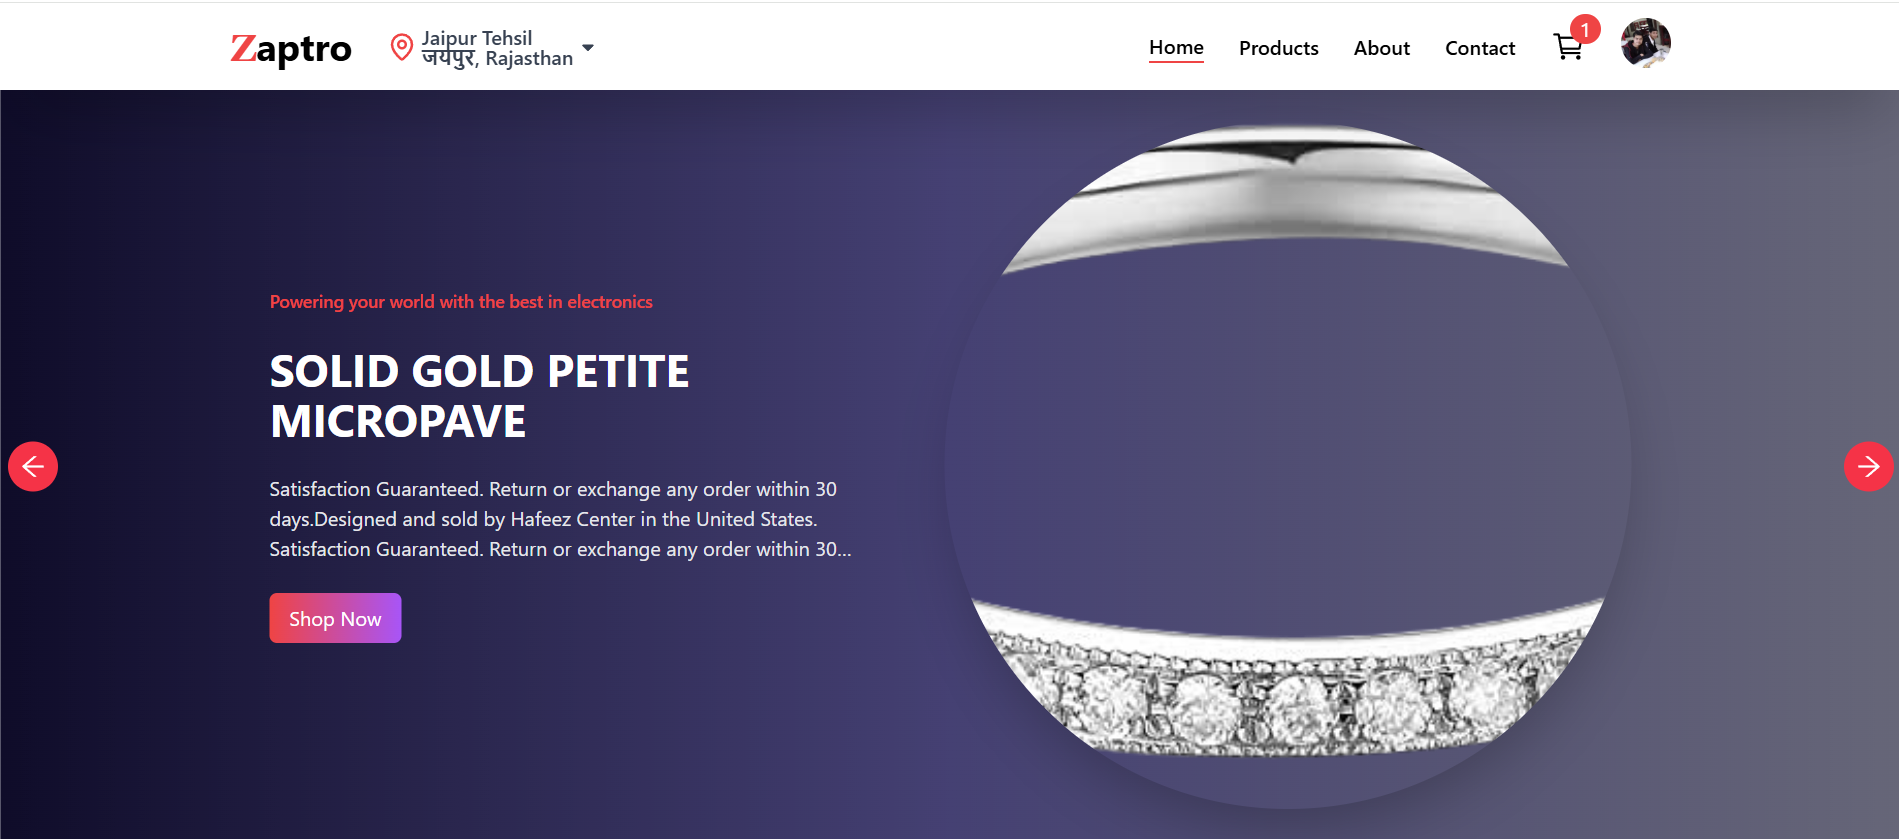 Zaptro
Jaipur Tehsil
जयपुर, Rajasthan
Home
Products
About
Contact
1
Powering your world with the best in electronics
SOLID GOLD PETITE
MICROPAVE
Satisfaction Guaranteed. Return or exchange any order within 30
days.Designed and sold by Hafeez Center in the United States.
Satisfaction Guaranteed. Return or exchange any order within 30...
Shop Now